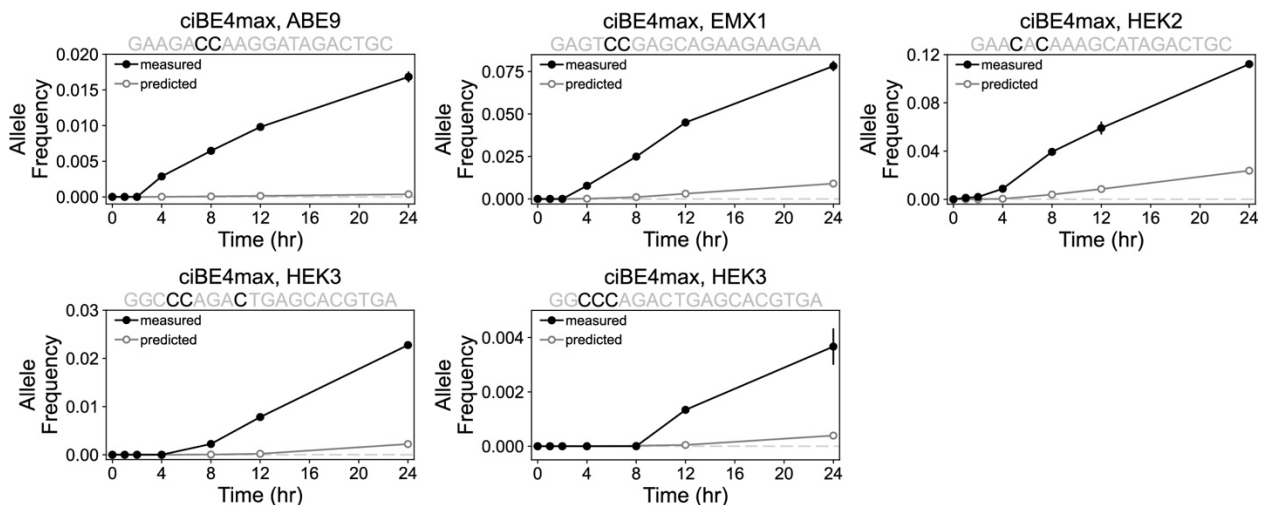 ciBE4max, ABE9
GAAGACCAAGGATAGACTGC
0.020
0.015
0.010
0.005
0.000
Allele
Frequency
measured
predicted
0 4 8 12 16 20 24
Time (hr)
ciBE4max, EMX1
GAGTCCGAGCAGAAGAAGAA
0.075
0.050
0.025
0.000
Allele
Frequency
measured
predicted
0 4 8 12 16 20 24
Time (hr)
ciBE4max, HEK2
GAACACAAAGCATAGACTGC
0.12
0.08
0.04
0.00
Allele
Frequency
measured
predicted
0 4 8 12 16 20 24
Time (hr)
ciBE4max, HEK3
GGCCCAGACTGAGCACGTGA
0.03
0.02
0.01
0.00
Allele
Frequency
measured
predicted
0 4 8 12 16 20 24
Time (hr)
ciBE4max, HEK3
GGCCCAGACTGAGCACGTGA
0.004
0.002
0.000
Allele
Frequency
measured
predicted
0 4 8 12 16 20 24
Time (hr)